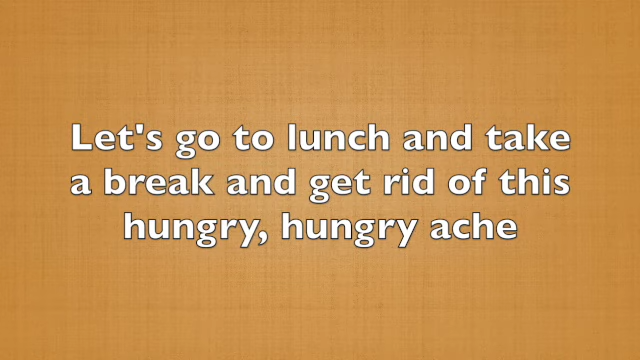 Let's go to lunch and take
a break and get rid of this
hungry, hungry ache